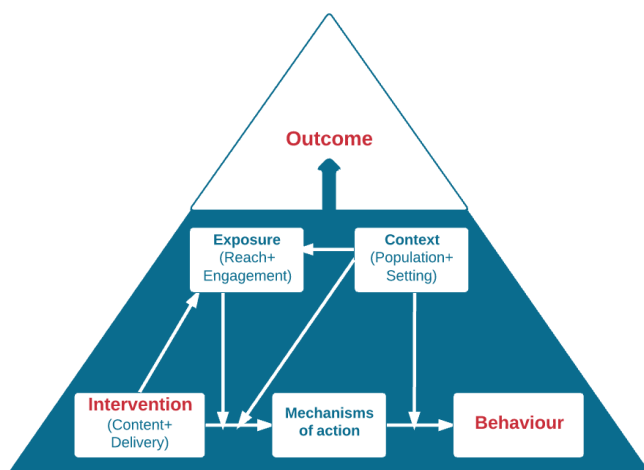 Outcome
Exposure
(Reach+
Engagement)
Context
(Population+
Setting)
Intervention
(Content+
Delivery)
Mechanisms
of action
Behaviour